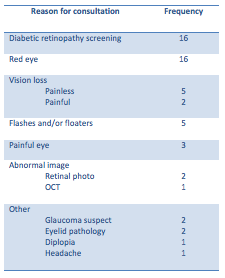 Reason for consultation Frequency
Diabetic retinopathy screening 16
Red eye 16
Vision loss
Painless 5
Painful 2
Flashes and/or floaters 5
Painful eye 3
Abnormal image
Retinal photo 2
OCT 1
Other
Glaucoma suspect 2
Eyelid pathology 2
Diplopia 1
Headache 1